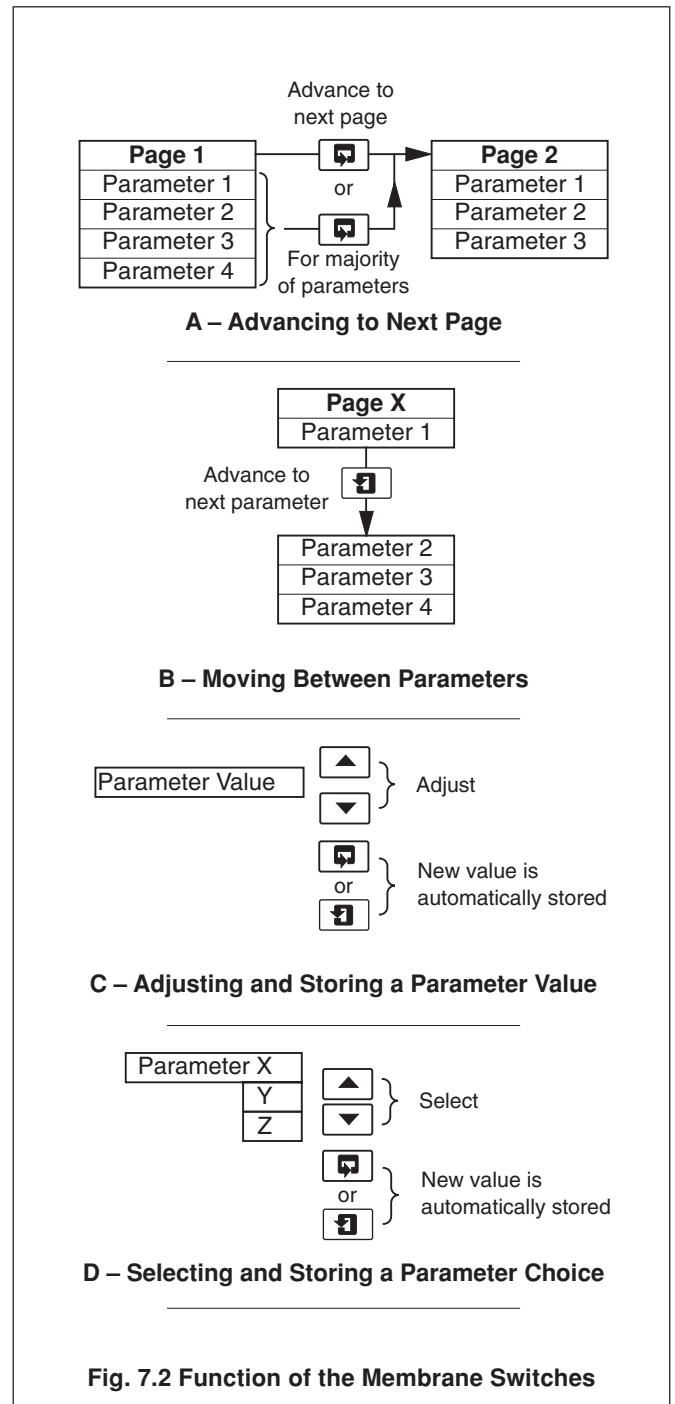 Advance to
next page
Page 1
Parameter 1
Parameter 2
Parameter 3
Parameter 4
or
For majority
of parameters
Page 2
Parameter 1
Parameter 2
Parameter 3
A – Advancing to Next Page
Page X
Parameter 1
Advance to
next parameter
Parameter 2
Parameter 3
Parameter 4
B – Moving Between Parameters
Parameter Value
Adjust
or
New value is
automatically stored
C – Adjusting and Storing a Parameter Value
Parameter X
Y
Z
Select
or
New value is
automatically stored
D – Selecting and Storing a Parameter Choice
Fig. 7.2 Function of the Membrane Switches